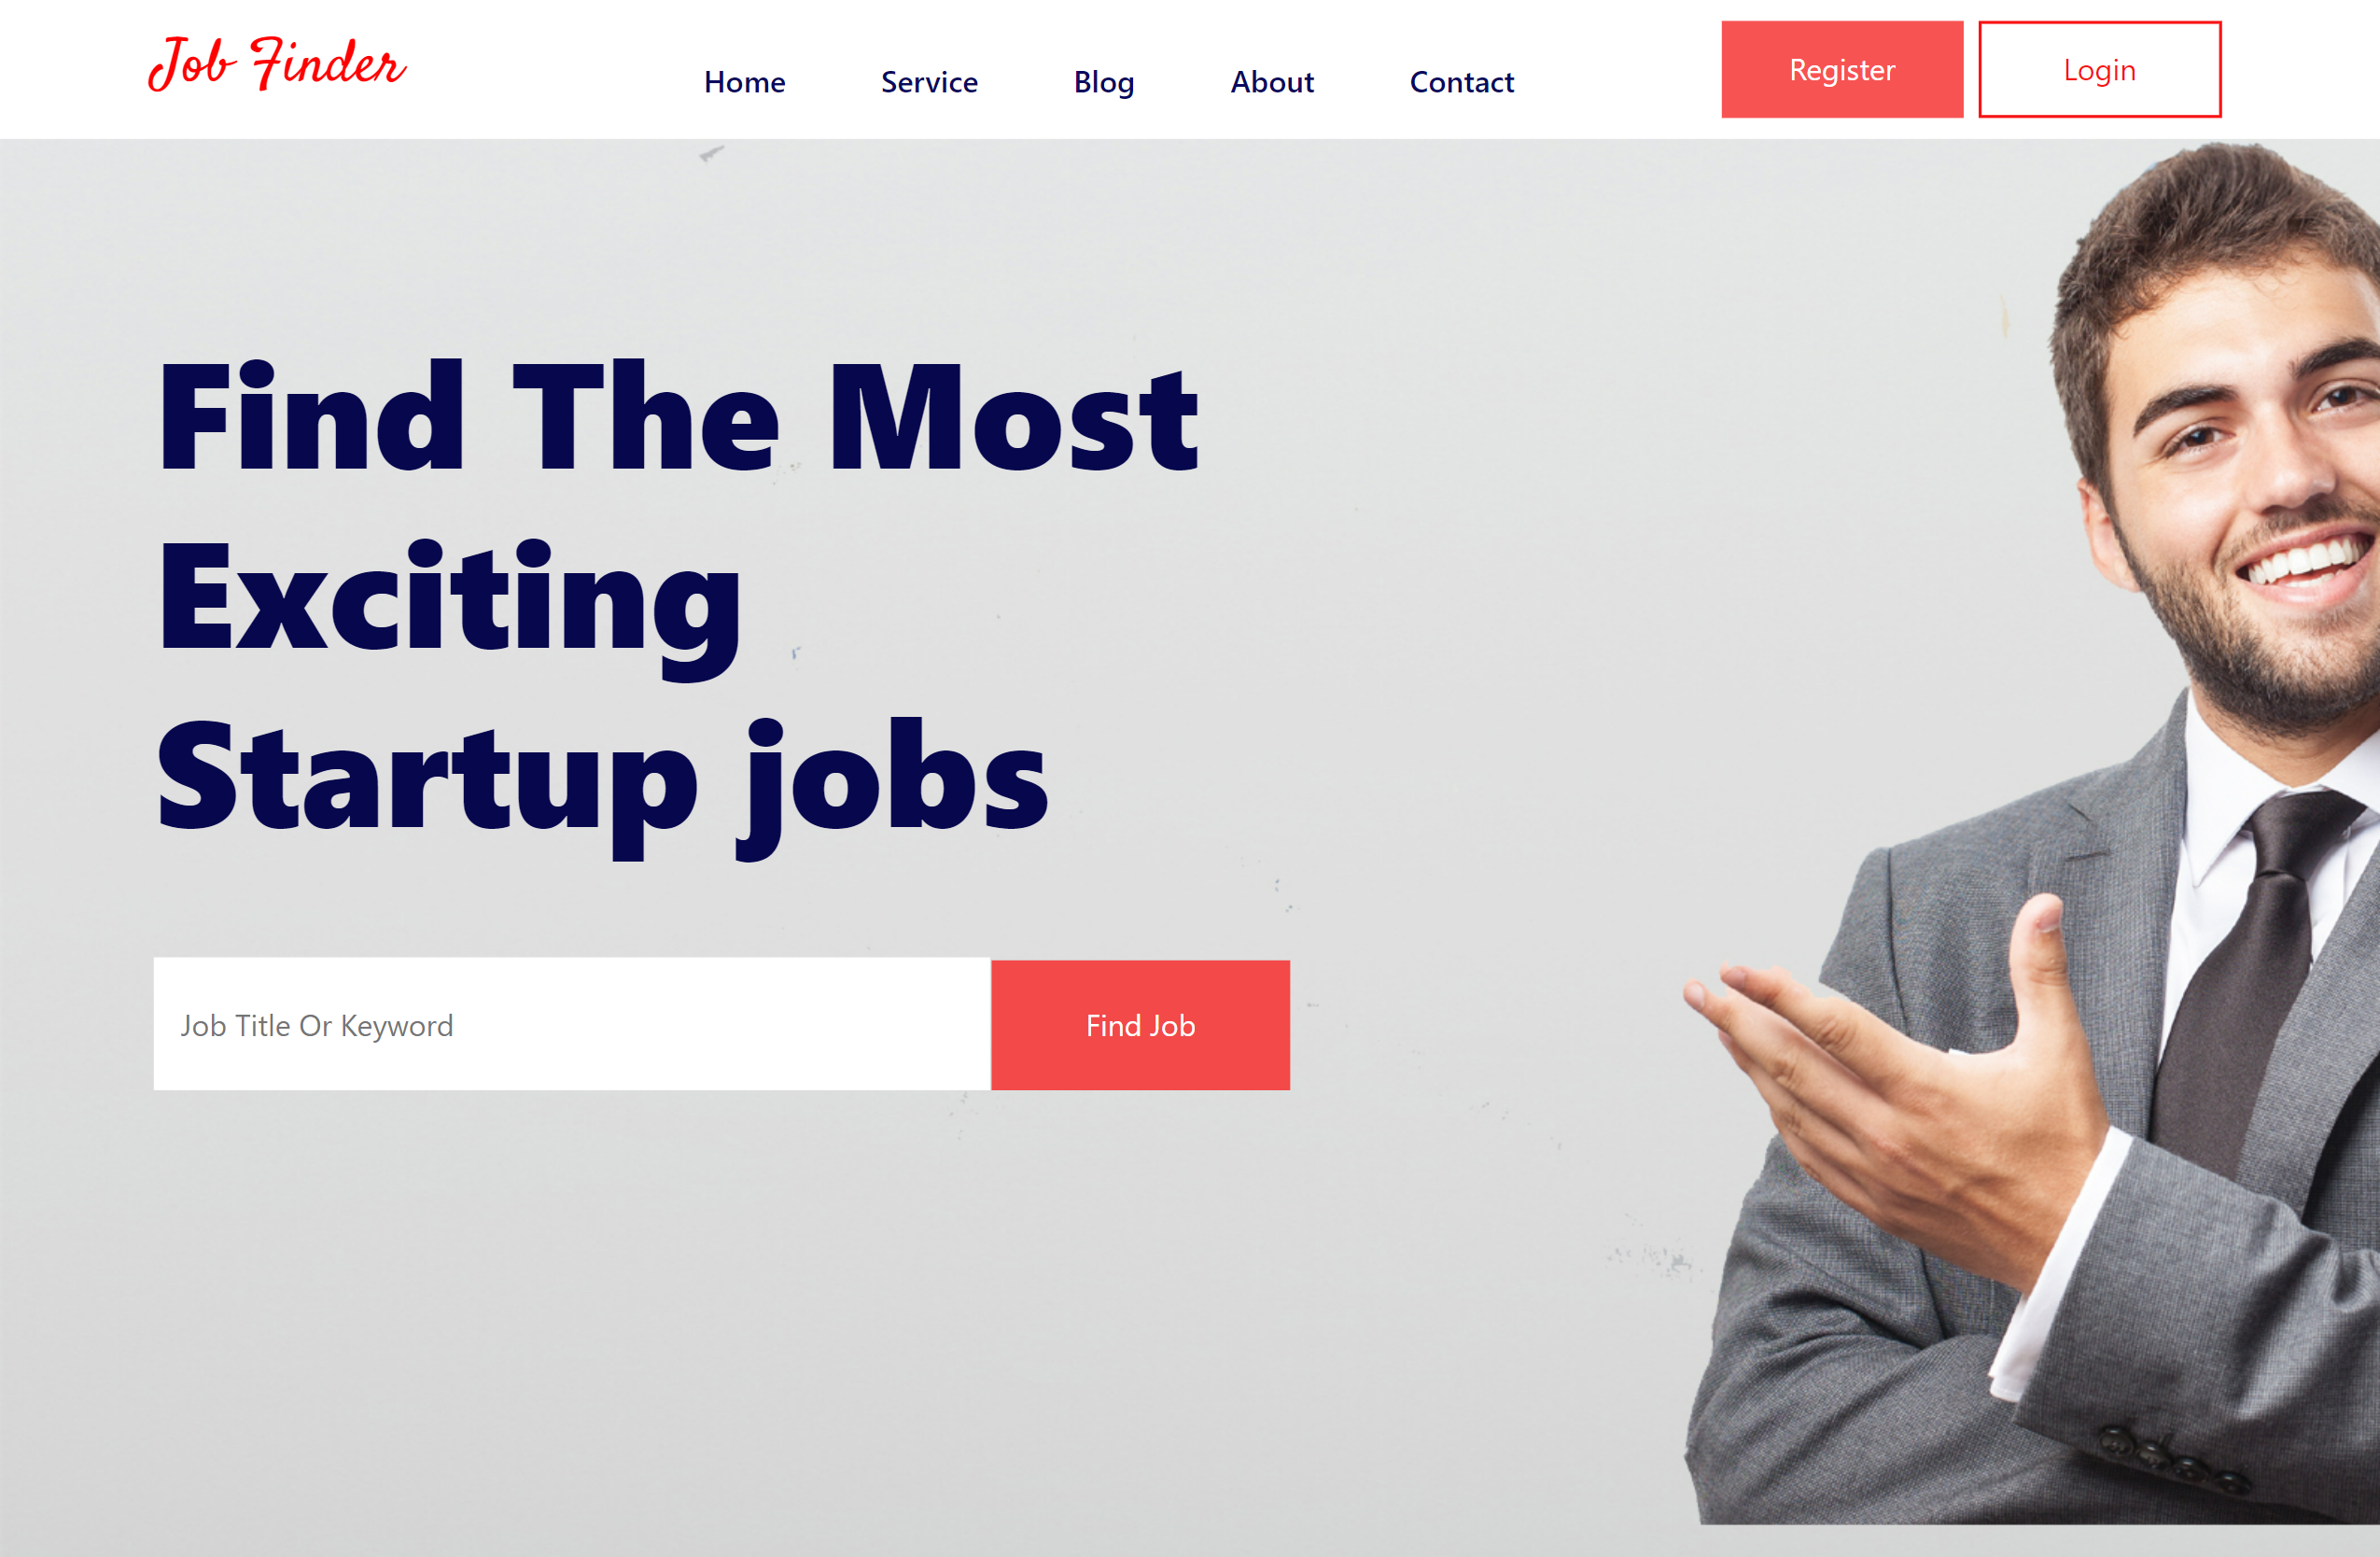 Job Finder
Home Service Blog About Contact
Register Login
Find The Most
Exciting
Startup jobs
Job Title Or Keyword Find Job